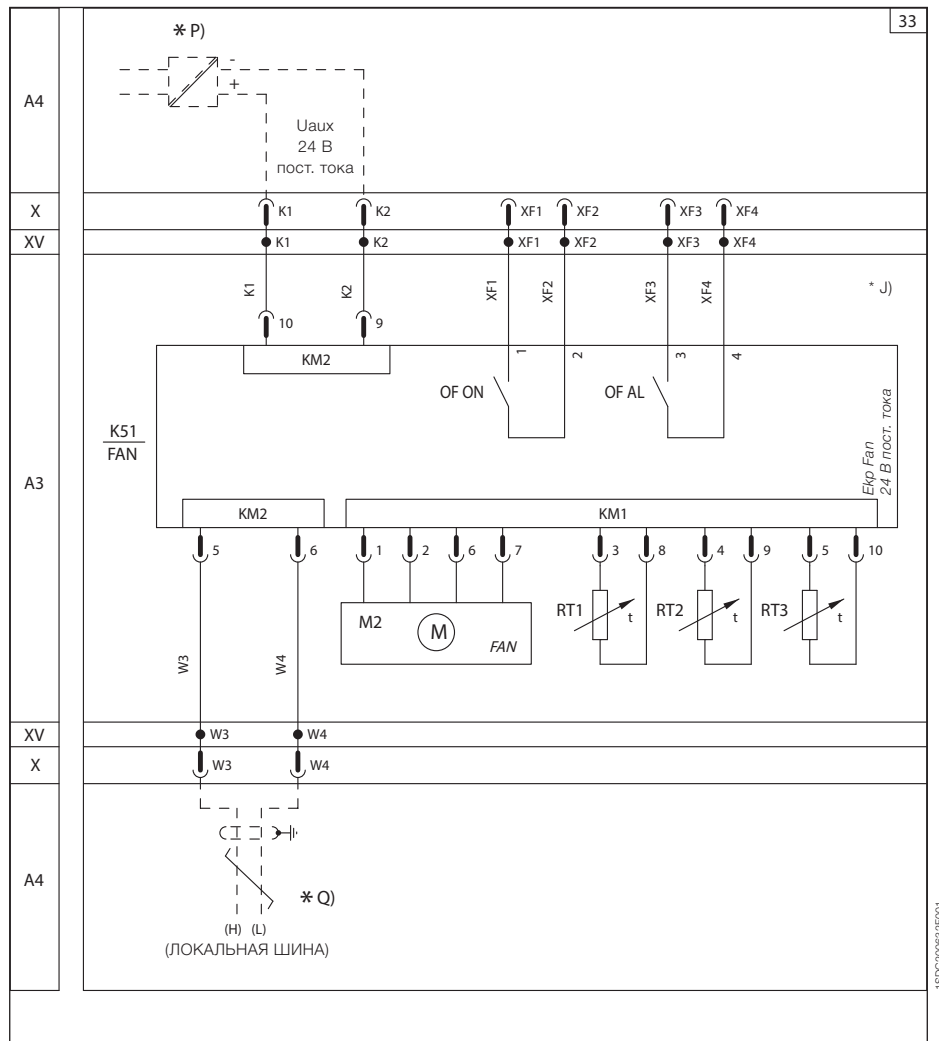 33
* P)
-
+
A4
Uaux
24 В
пост. тока
X
K1
K2
XF1
XF2
XF3
XF4
XV
K1
K2
XF1
XF2
XF3
XF4
K1
K2
XF1
XF2
XF3
XF4
* J)
10
9
KM2
1
2
3
4
OF ON
OF AL
K51
FAN
Ekp Fan
24 В пост. тока
A3
KM2
KM1
5
6
1
2
6
7
3
8
4
9
5
10
M2
M
FAN
RT1
t
RT2
t
RT3
t
W3
W4
XV
W3
W4
X
W3
W4
A4
* Q)
(H)
(L)
(ЛОКАЛЬНАЯ ШИНА)